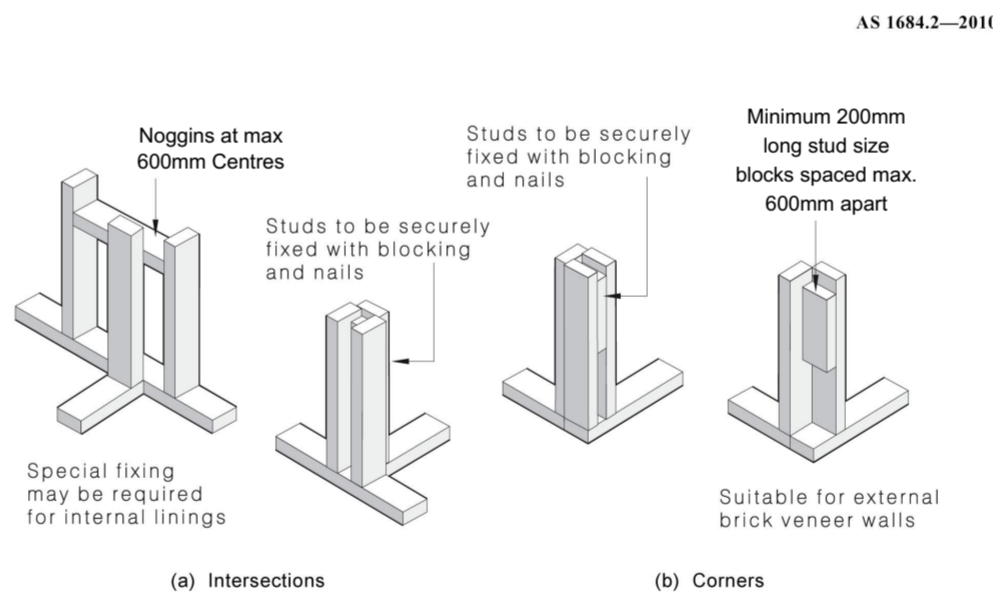 AS 1684.2—2010
Noggins at max
600mm Centres
Studs to be securely
fixed with blocking
and nails
Special fixing
may be required
for internal linings
(a) Intersections
Studs to be securely
fixed with blocking
and nails
Minimum 200mm
long stud size
blocks spaced max.
600mm apart
Suitable for external
brick veneer walls
(b) Corners